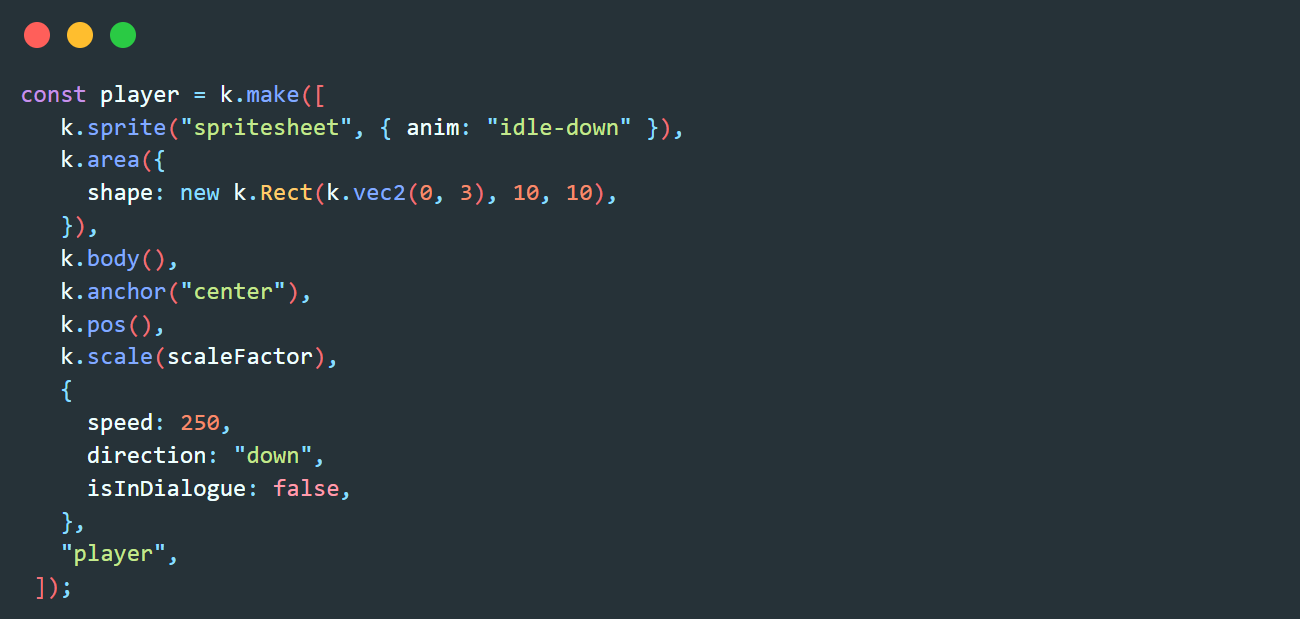 const player = k.make([
   k.sprite("spritesheet", { anim: "idle-down" }),
   k.area({
     shape: new k.Rect(k.vec2(0, 3), 10, 10),
   }),
   k.body(),
   k.anchor("center"),
   k.pos(),
   k.scale(scaleFactor),
   {
     speed: 250,
     direction: "down",
     isInDialogue: false,
   },
   "player",
 ]);